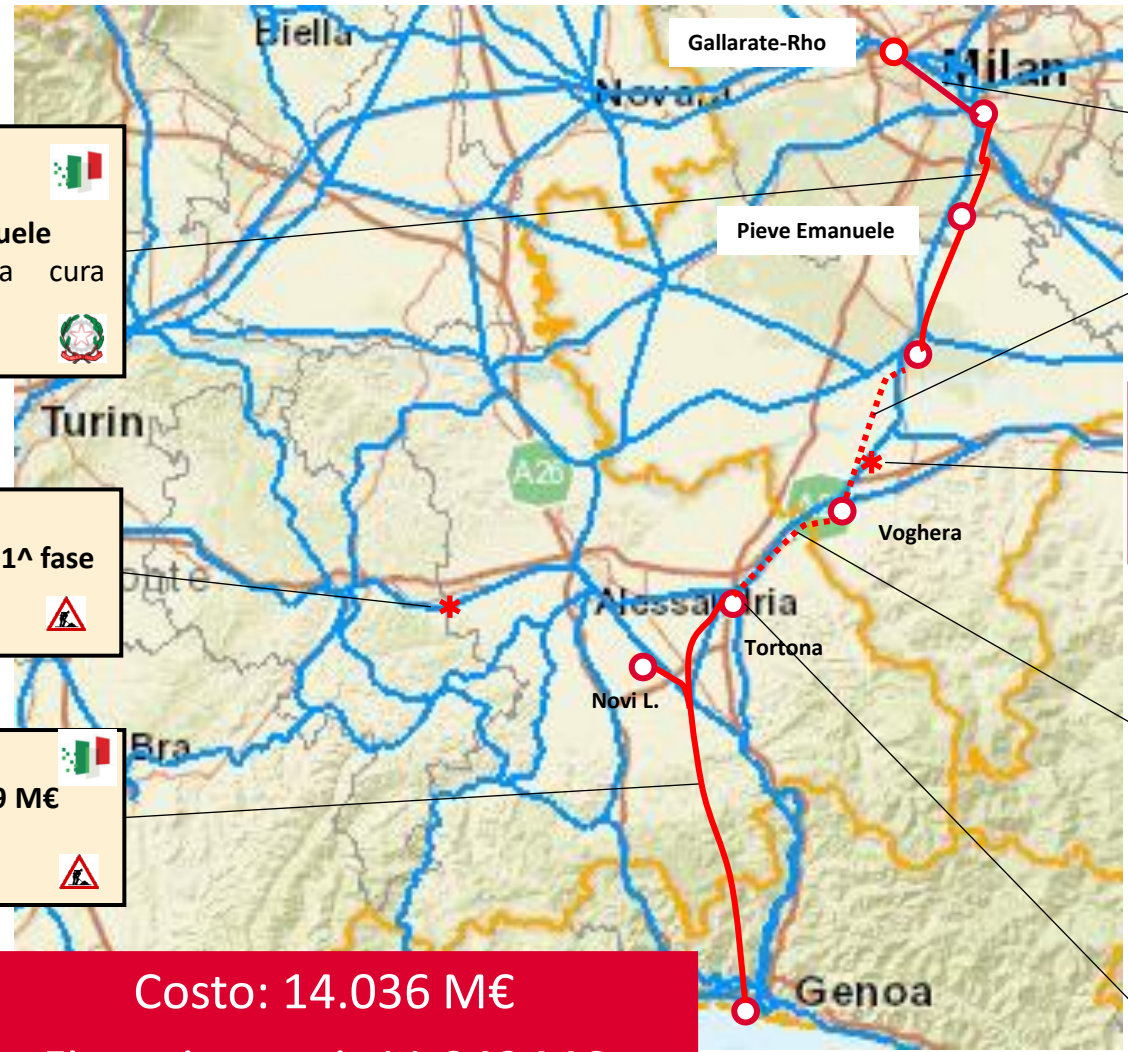 Biella
Gallarate-Rho
Milan
Novara
uele
a cura
Pieve Emanuele
Turin
A26
Voghera
1^ fase
Alessandria
Tortona
Novi L.
Bra
9 M€
Costo: 14.036 M€
Genoa